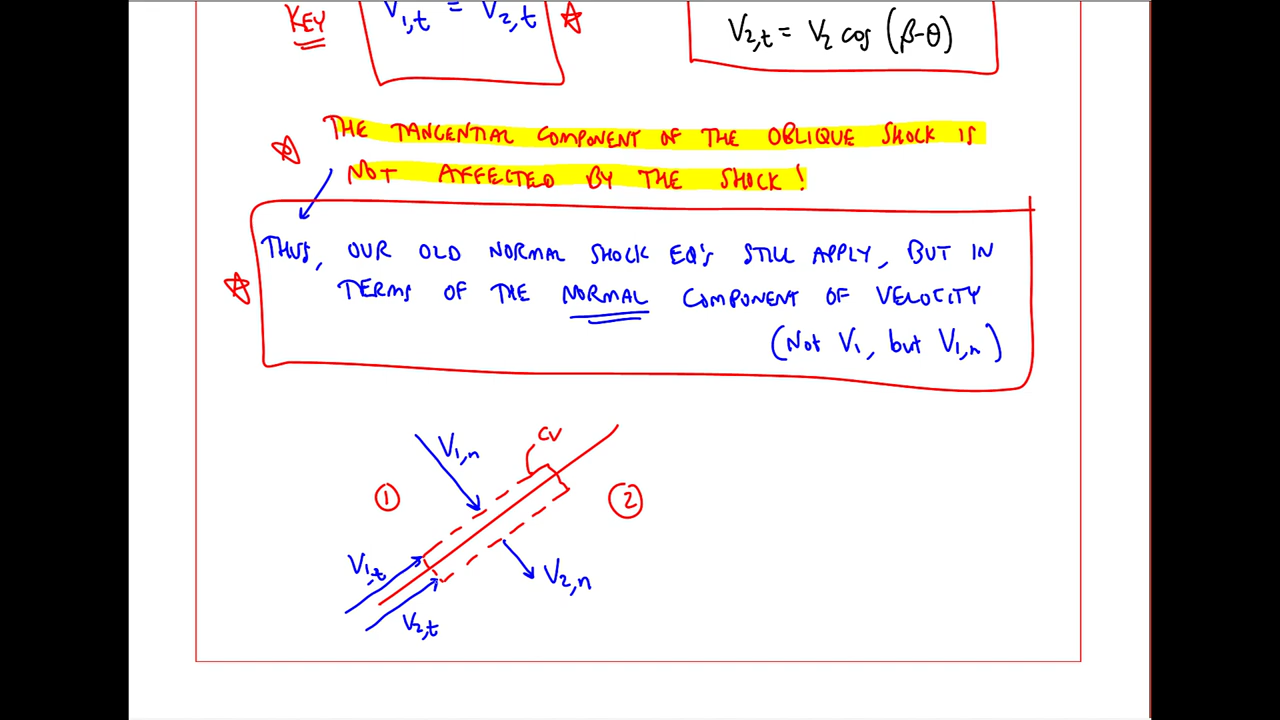 KEY
V1,t = V2,t
V2,t = V2 cos (β-θ)
THE TANGENTIAL COMPONENT OF THE OBLIQUE SHOCK IS
NOT AFFECTED BY THE SHOCK!
THUS, OUR OLD NORMAL SHOCK EQ'S STILL APPLY, BUT IN
TERMS OF THE NORMAL COMPONENT OF VELOCITY
(Not V1, but V1,n)
CV
V1,n
1
2
V1,t
V2,n
V2,t